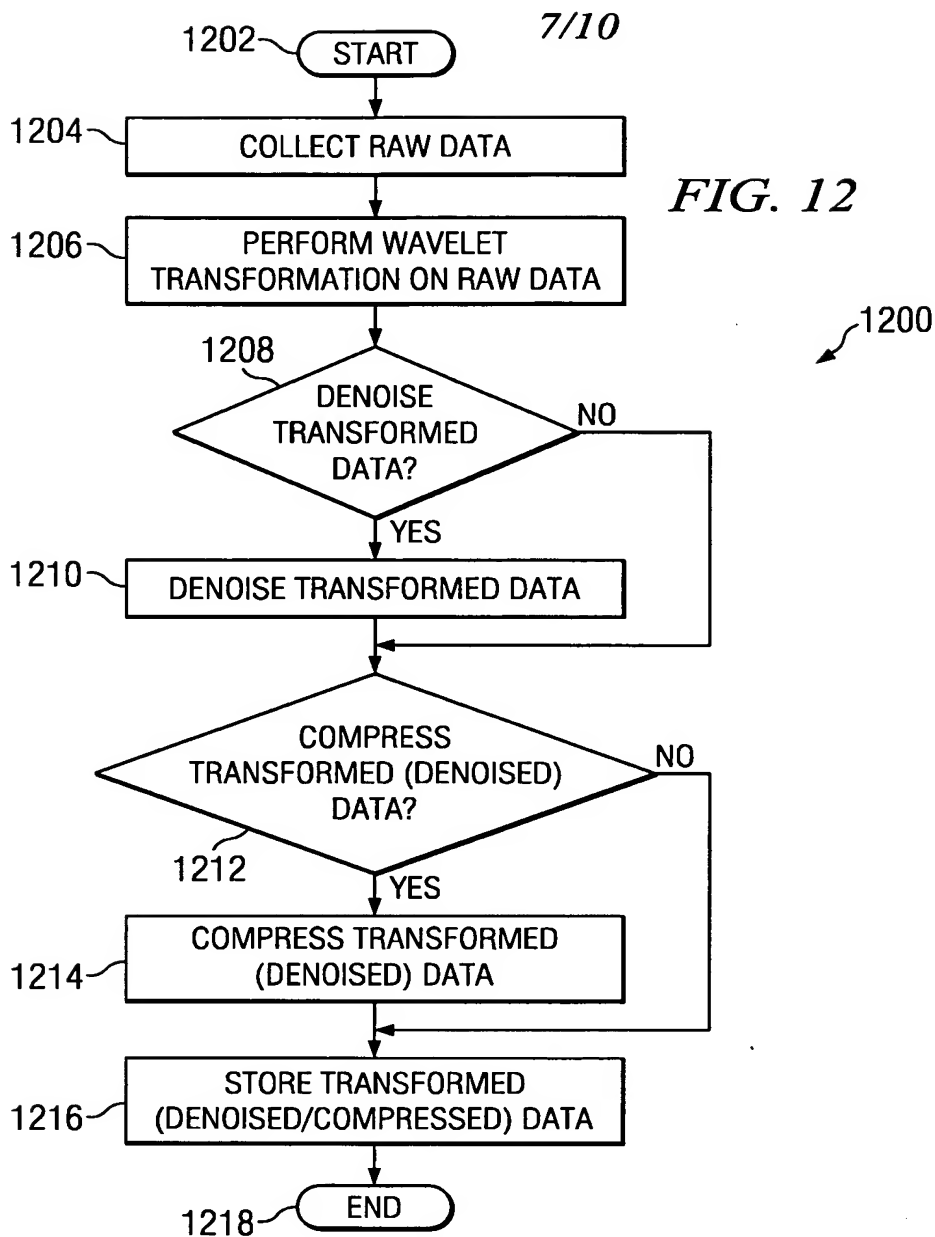 7/10
1202
START
1204
COLLECT RAW DATA
FIG. 12
1206
PERFORM WAVELET
TRANSFORMATION ON RAW DATA
1200
1208
DENOISE
TRANSFORMED
DATA?
NO
YES
1210
DENOISE TRANSFORMED DATA
COMPRESS
TRANSFORMED (DENOISED)
DATA?
NO
1212
YES
1214
COMPRESS TRANSFORMED
(DENOISED) DATA
1216
STORE TRANSFORMED
(DENOISED/COMPRESSED) DATA
1218
END